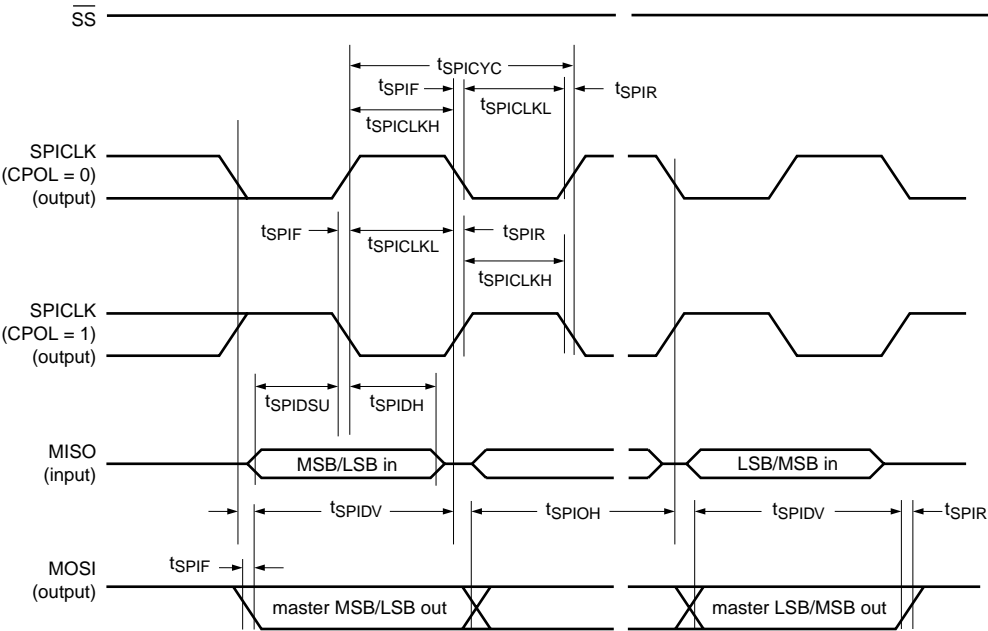 SS
tSPICYC
tSPIF
tSPIR
tSPICLKL
tSPICLKH
SPICLK
(CPOL = 0)
(output)
tSPIF
tSPICLKL
tSPIR
tSPICLKH
SPICLK
(CPOL = 1)
(output)
tSPIDSU
tSPIDH
MISO
(input)
MSB/LSB in
LSB/MSB in
tSPIDV
tSPIOH
tSPIDV
tSPIR
tSPIF
MOSI
(output)
master MSB/LSB out
master LSB/MSB out